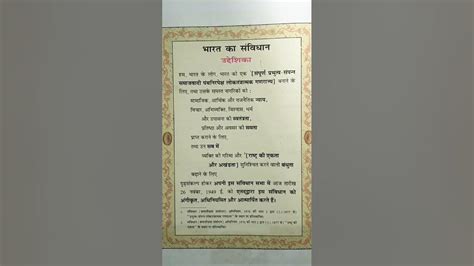 भारत का संविधान
उद्देशिका
हम, भारत के लोग, भारत को एक [संपूर्ण प्रभुत्व-संपन्न
समाजवादी पंथनिरपेक्ष लोकतंत्रात्मक गणराज्य] बनाने के
लिए, तथा उसके समस्त नागरिकों को :
सामाजिक, आर्थिक और राजनैतिक न्याय,
विचार, अभिव्यक्ति, विश्वास, धर्म
और उपासना की स्वतंत्रता,
प्रतिष्ठा और अवसर की समता
प्राप्त कराने के लिए,
तथा उन सब में
व्यक्ति की गरिमा और [राष्ट्र की एकता
और अखंडता] सुनिश्चित करने वाली बंधुता
बढ़ाने के लिए
दृढ़संकल्प होकर अपनी इस संविधान सभा में आज तारीख
26 नवंबर, 1949 ई. को एतद्द्वारा इस संविधान को
अंगीकृत, अधिनियमित और आत्मार्पित करते हैं।